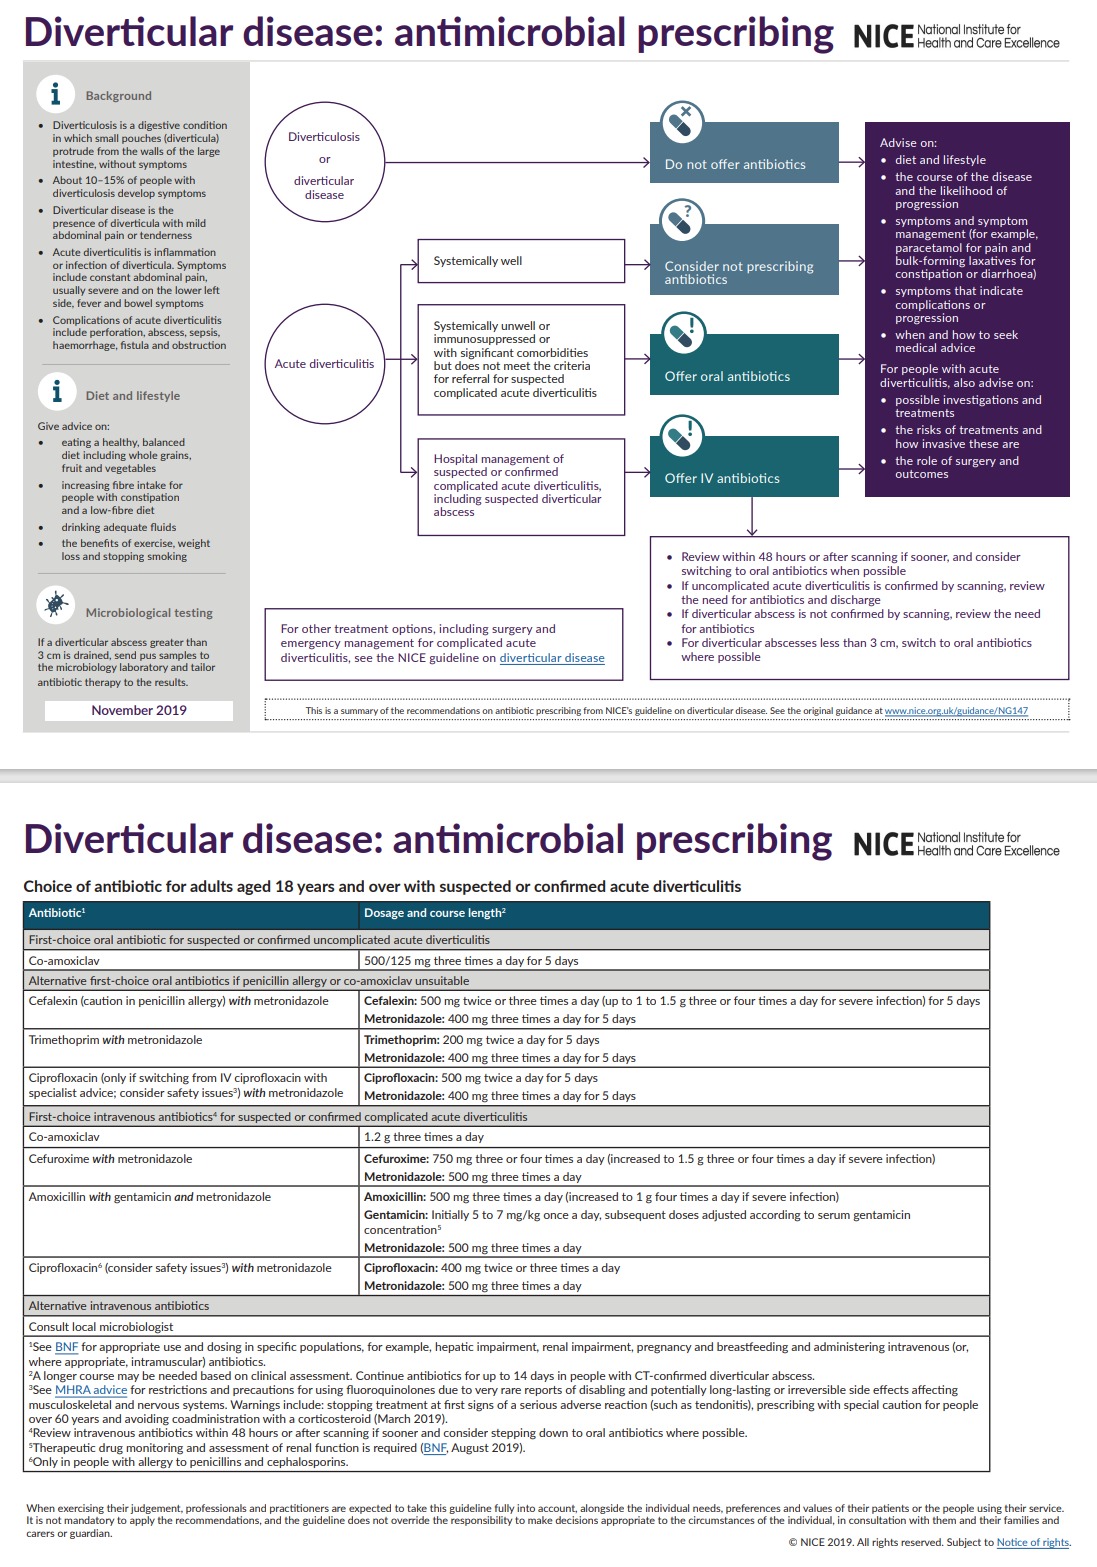 Diverticular disease: antimicrobial prescribing
NICE National Institute for
Health and Care Excellence
Background
• Diverticulosis is a digestive condition
in which small pouches (diverticula)
protrude from the walls of the large
intestine, without symptoms
• About 10–15% of people with
diverticulosis develop symptoms
• Diverticular disease is the
presence of diverticula with mild
abdominal pain or tenderness
• Acute diverticulitis is inflammation
or infection of diverticula. Symptoms
include constant abdominal pain,
usually severe and on the lower left
side, fever and bowel symptoms
• Complications of acute diverticulitis
include perforation, abscess, sepsis,
haemorrhage, fistula and obstruction
Diet and lifestyle
Give advice on:
• eating a healthy, balanced
diet including whole grains,
fruit and vegetables
• increasing fibre intake for
people with constipation
and a low-fibre diet
• drinking adequate fluids
• the benefits of exercise, weight
loss and stopping smoking
Microbiological testing
If a diverticular abscess greater than
3 cm is drained, send pus samples to
the microbiology laboratory and tailor
antibiotic therapy to the results.
November 2019
Diverticulosis
or
diverticular
disease
Do not offer antibiotics
Acute diverticulitis
Systemically well
Consider not prescribing
antibiotics
Systemically unwell or
immunosuppressed or
with significant comorbidities
but does not meet the criteria
for referral for suspected
complicated acute diverticulitis
Offer oral antibiotics
Hospital management of
suspected or confirmed
complicated acute diverticulitis,
including suspected diverticular
abscess
Offer IV antibiotics
Advise on:
• diet and lifestyle
• the course of the disease
and the likelihood of
progression
• symptoms and symptom
management (for example,
paracetamol for pain and
bulk-forming laxatives for
constipation or diarrhoea)
• symptoms that indicate
complications or
progression
• when and how to seek
medical advice
For people with acute
diverticulitis, also advise on:
• possible investigations and
treatments
• the risks of treatments and
how invasive these are
• the role of surgery and
outcomes
• Review within 48 hours or after scanning if sooner, and consider
switching to oral antibiotics when possible
• If uncomplicated acute diverticulitis is confirmed by scanning, review
the need for antibiotics and discharge
• If diverticular abscess is not confirmed by scanning, review the need
for antibiotics
• For diverticular abscesses less than 3 cm, switch to oral antibiotics
where possible
For other treatment options, including surgery and
emergency management for complicated acute
diverticulitis, see the NICE guideline on diverticular disease
This is a summary of the recommendations on antibiotic prescribing from NICE's guideline on diverticular disease. See the original guidance at www.nice.org.uk/guidance/NG147
Diverticular disease: antimicrobial prescribing
NICE National Institute for
Health and Care Excellence
Choice of antibiotic for adults aged 18 years and over with suspected or confirmed acute diverticulitis
Antibiotic¹ Dosage and course length²
First-choice oral antibiotic for suspected or confirmed uncomplicated acute diverticulitis
Co-amoxiclav 500/125 mg three times a day for 5 days
Alternative first-choice oral antibiotics if penicillin allergy or co-amoxiclav unsuitable
Cefalexin (caution in penicillin allergy) with metronidazole Cefalexin: 500 mg twice or three times a day (up to 1 to 1.5 g three or four times a day for severe infection) for 5 days
Metronidazole: 400 mg three times a day for 5 days
Trimethoprim with metronidazole Trimethoprim: 200 mg twice a day for 5 days
Metronidazole: 400 mg three times a day for 5 days
Ciprofloxacin (only if switching from IV ciprofloxacin with
specialist advice; consider safety issues³) with metronidazole
Ciprofloxacin: 500 mg twice a day for 5 days
Metronidazole: 400 mg three times a day for 5 days
First-choice intravenous antibiotics⁴ for suspected or confirmed complicated acute diverticulitis
Co-amoxiclav 1.2 g three times a day
Cefuroxime with metronidazole Cefuroxime: 750 mg three or four times a day (increased to 1.5 g three or four times a day if severe infection)
Metronidazole: 500 mg three times a day
Amoxicillin with gentamicin and metronidazole Amoxicillin: 500 mg three times a day (increased to 1 g four times a day if severe infection)
Gentamicin: Initially 5 to 7 mg/kg once a day, subsequent doses adjusted according to serum gentamicin
concentration⁵
Metronidazole: 500 mg three times a day
Ciprofloxacin⁶ (consider safety issues³) with metronidazole Ciprofloxacin: 400 mg twice or three times a day
Metronidazole: 500 mg three times a day
Alternative intravenous antibiotics
Consult local microbiologist
¹See BNF for appropriate use and dosing in specific populations, for example, hepatic impairment, renal impairment, pregnancy and breastfeeding and administering intravenous (or,
where appropriate, intramuscular) antibiotics.
²A longer course may be needed based on clinical assessment. Continue antibiotics for up to 14 days in people with CT-confirmed diverticular abscess.
³See MHRA advice for restrictions and precautions for using fluoroquinolones due to very rare reports of disabling and potentially long-lasting or irreversible side effects affecting
musculoskeletal and nervous systems. Warnings include: stopping treatment at first signs of a serious adverse reaction (such as tendonitis), prescribing with special caution for people
over 60 years and avoiding coadministration with a corticosteroid (March 2019).
⁴Review intravenous antibiotics within 48 hours or after scanning if sooner and consider stepping down to oral antibiotics where possible.
⁵Therapeutic drug monitoring and assessment of renal function is required (BNF, August 2019).
⁶Only in people with allergy to penicillins and cephalosporins.
When exercising their judgement, professionals and practitioners are expected to take this guideline fully into account, alongside the individual needs, preferences and values of their patients or the people using their service.
It is not mandatory to apply the recommendations, and the guideline does not override the responsibility to make decisions appropriate to the circumstances of the individual, in consultation with them and their families and
carers or guardian.
© NICE 2019. All rights reserved. Subject to Notice of rights.